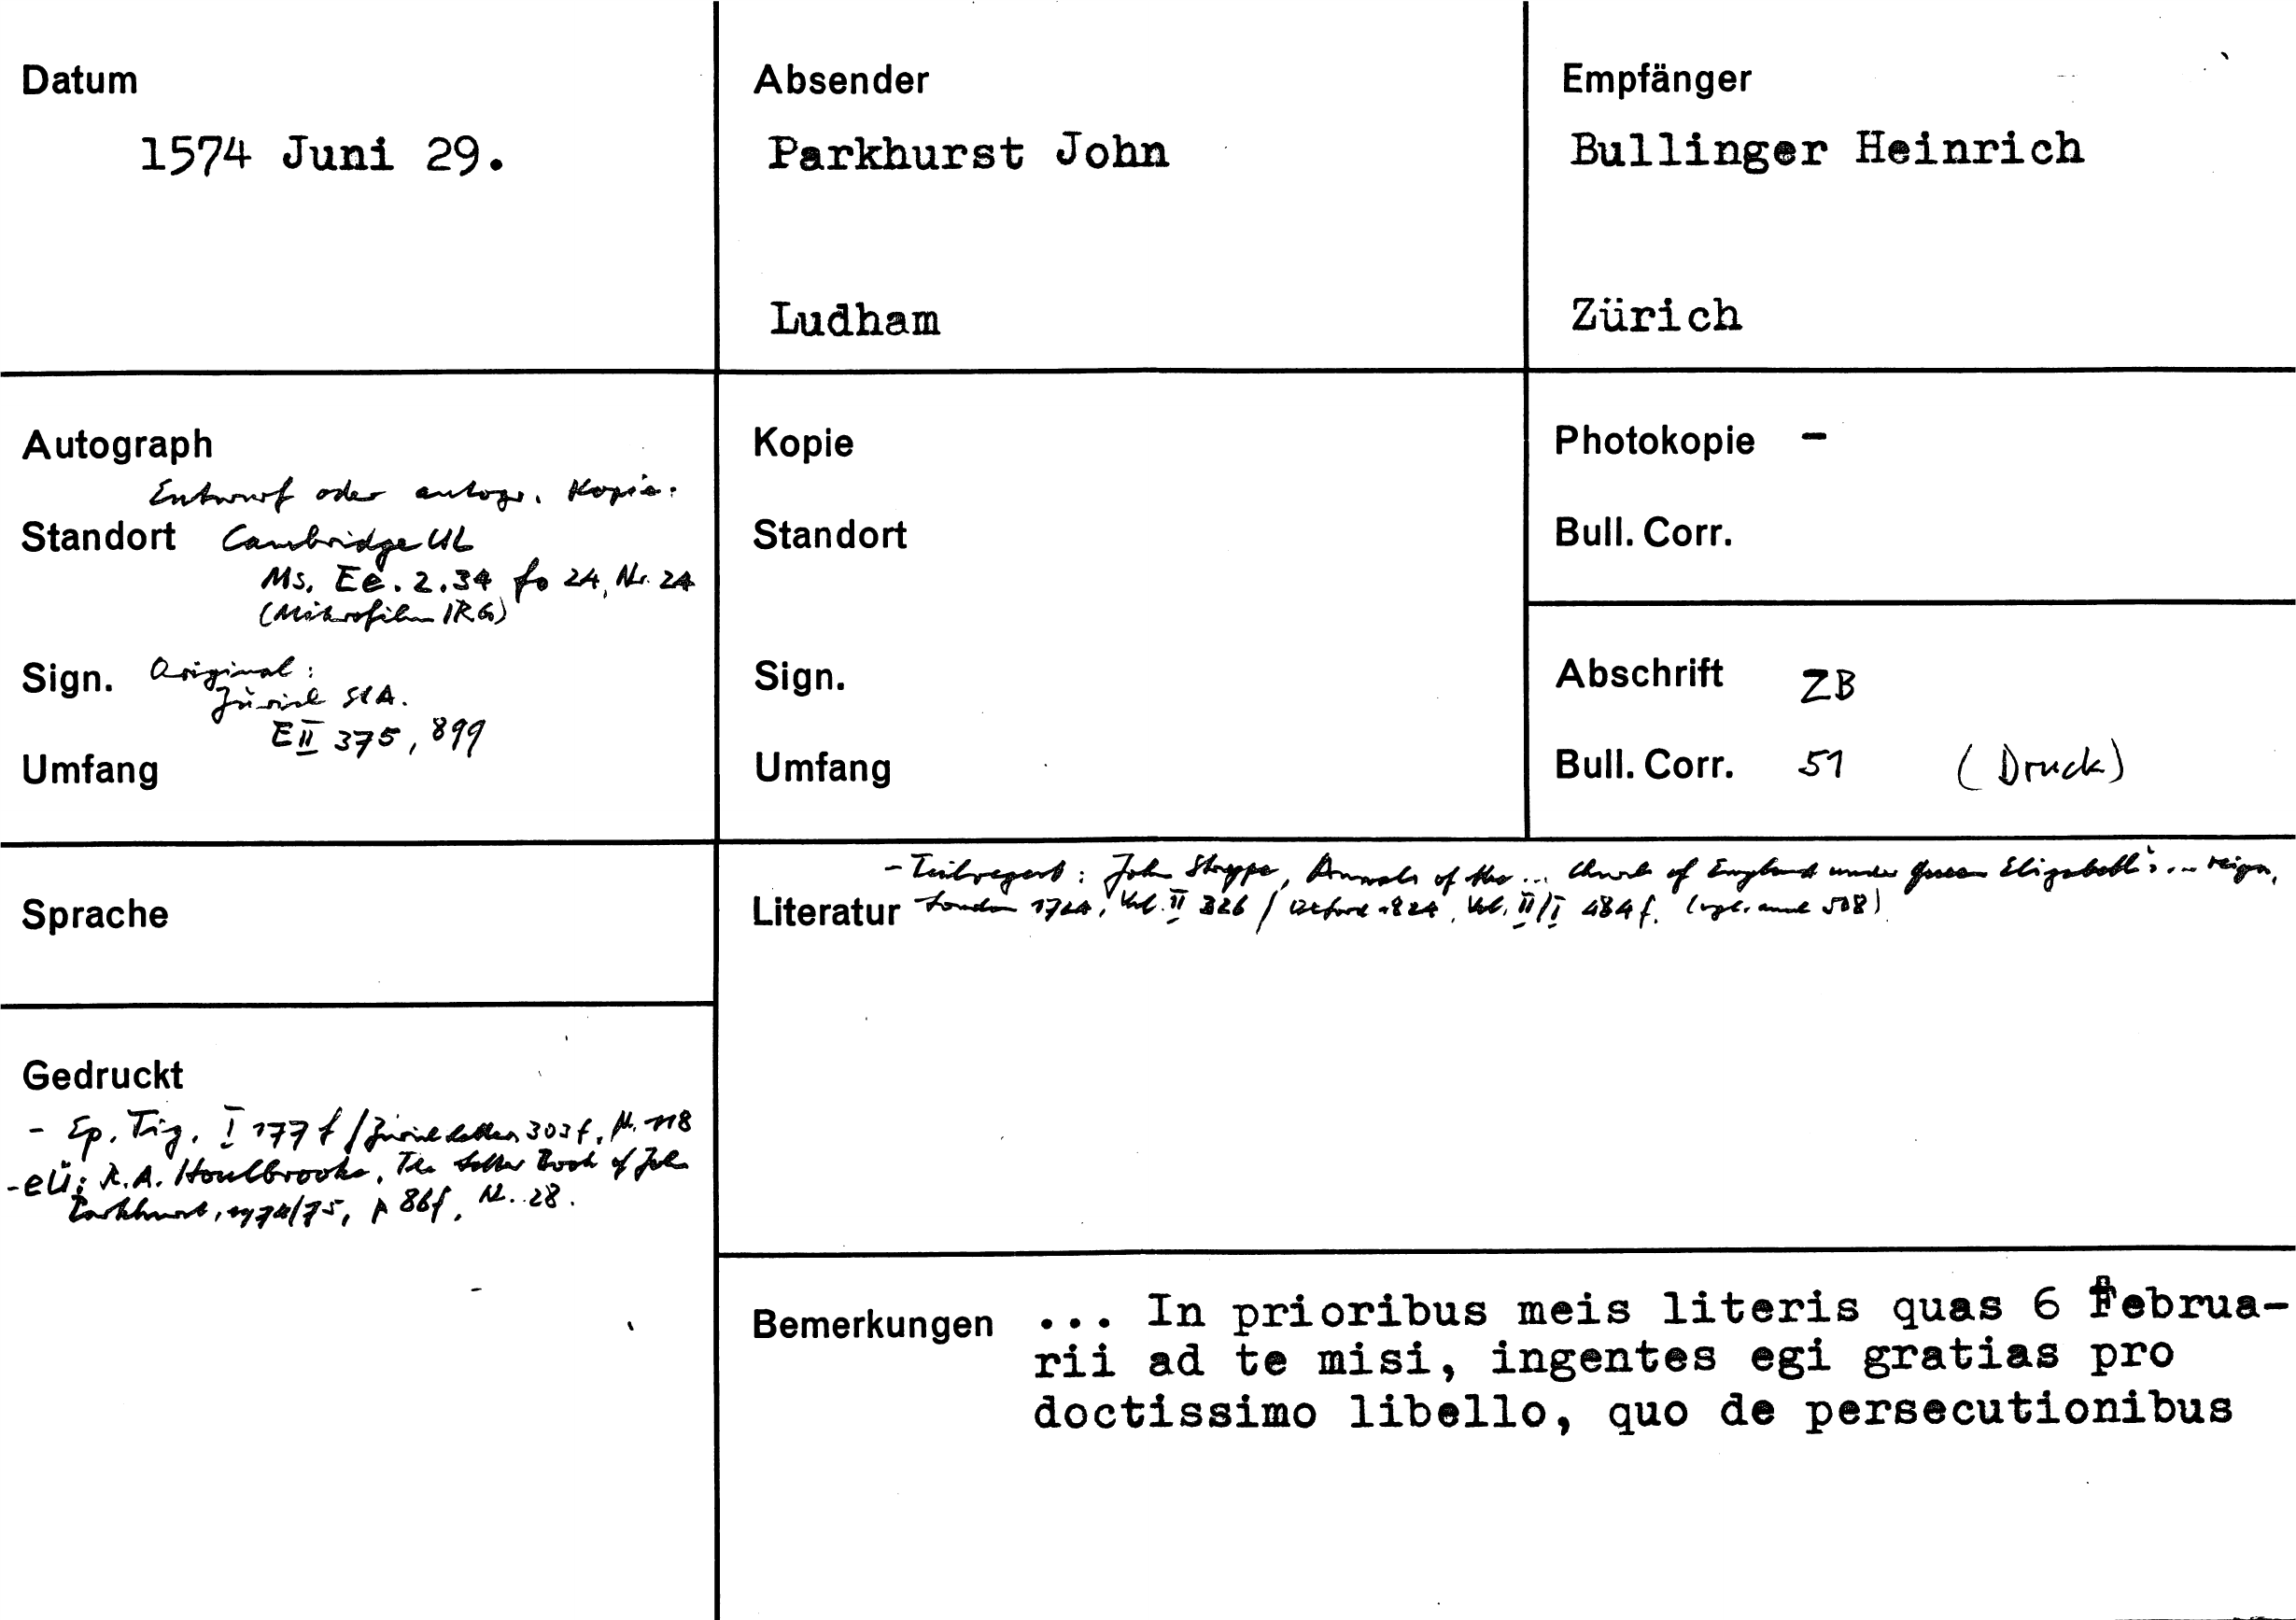 Datum
1574 Juni 29.
Absender
Parkhurst John
Ludham
Empfänger
Bullinger Heinrich
Zürich
Autograph
Entwurf oder autogr. Kopie:
Standort Cambridge UL
Ms. Ee.2.34 fo 24, Nr. 24
(Mikrofilm IRG)
Sign. Original:
Zürich StA.
E II 375, 899
Umfang
Kopie
Standort
Sign.
Umfang
Photokopie -
Bull. Corr.
Abschrift ZB
Bull. Corr. 51 (Druck)
Sprache
- Teilregest: John Strype, Annals of the ... Church of England under Queen Elizabeth's ... reign,
Literatur London 1724, Vol. II 326 / Oxford 1824, Vol. II/I 484 f. (vgl. auch 508)
Gedruckt
- Ep. Tig. I 177 f / Zürich Letters 303 f, Nr. 118
- eÜ: R.A. Houlbrooke, The Letter Book of John
Parkhurst, 1974/75, p 86f, Nr. 28.
Bemerkungen ... In prioribus meis literis quas 6 Februa-
rii ad te misi, ingentes egi gratias pro
doctissimo libello, quo de persecutionibus